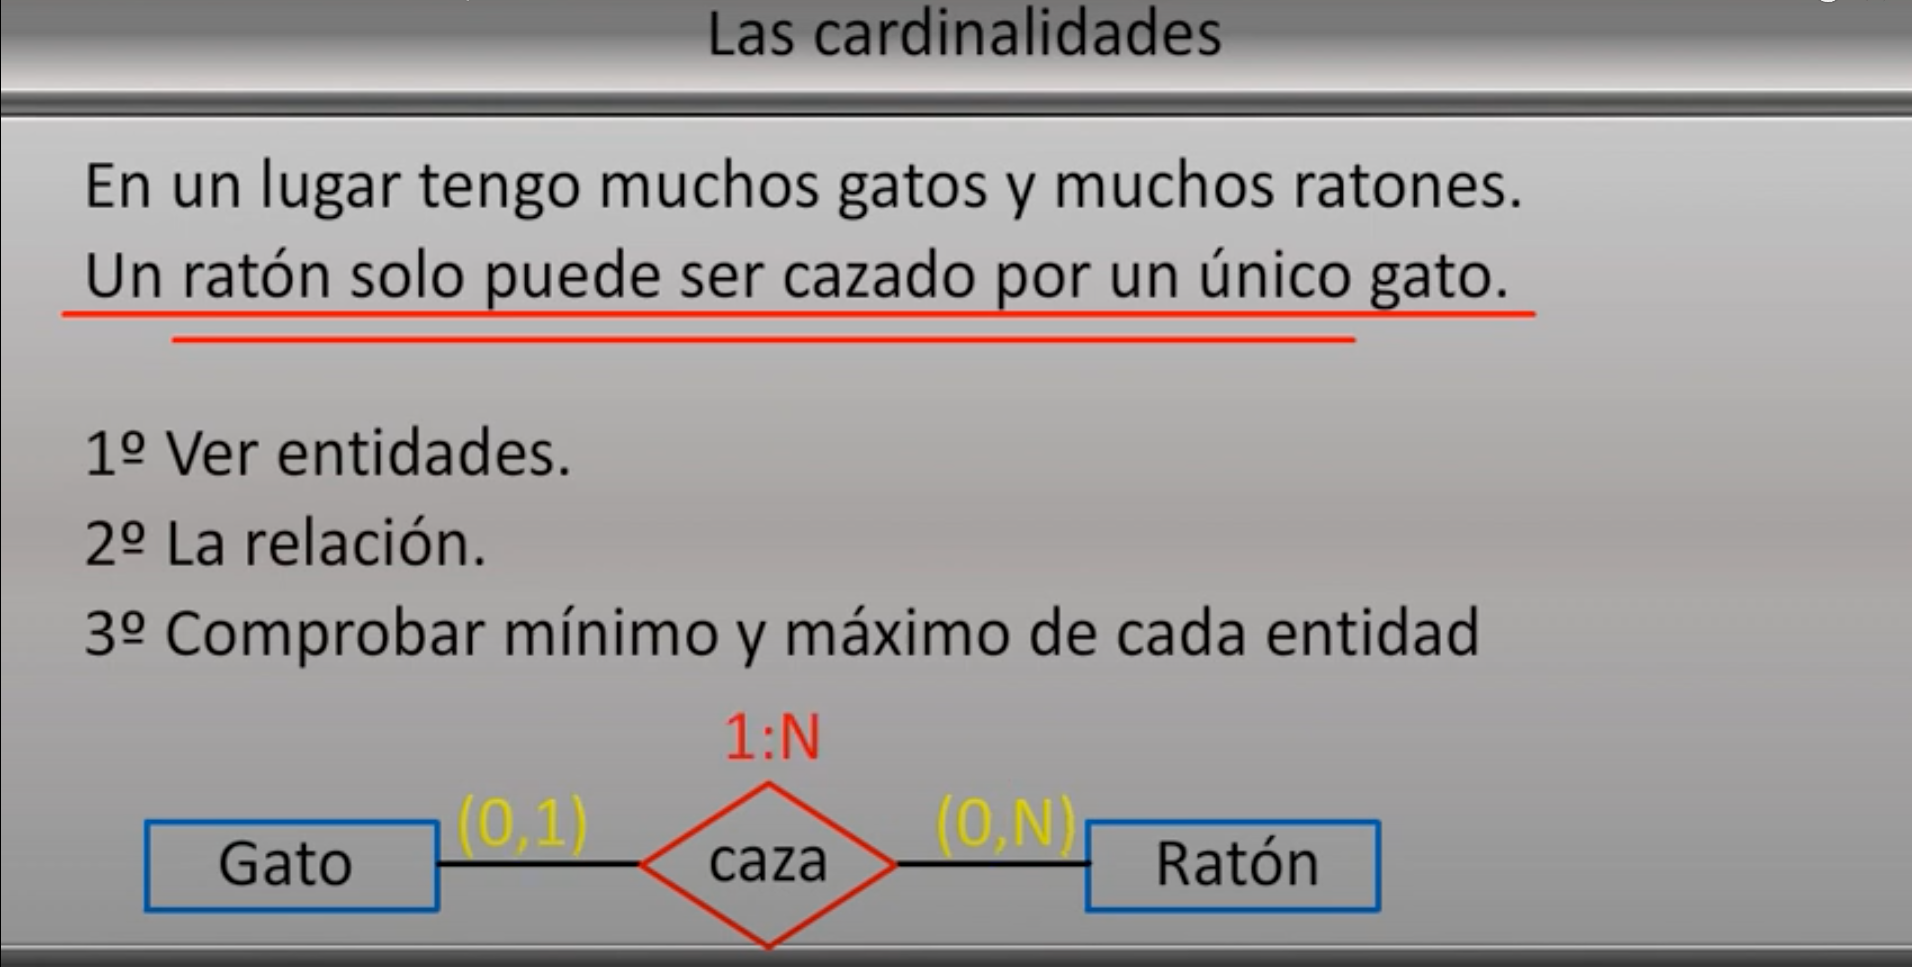 Las cardinalidades
En un lugar tengo muchos gatos y muchos ratones.
Un ratón solo puede ser cazado por un único gato.
1º Ver entidades.
2º La relación.
3º Comprobar mínimo y máximo de cada entidad
1:N
(0,1) (0,N)
Gato caza Ratón